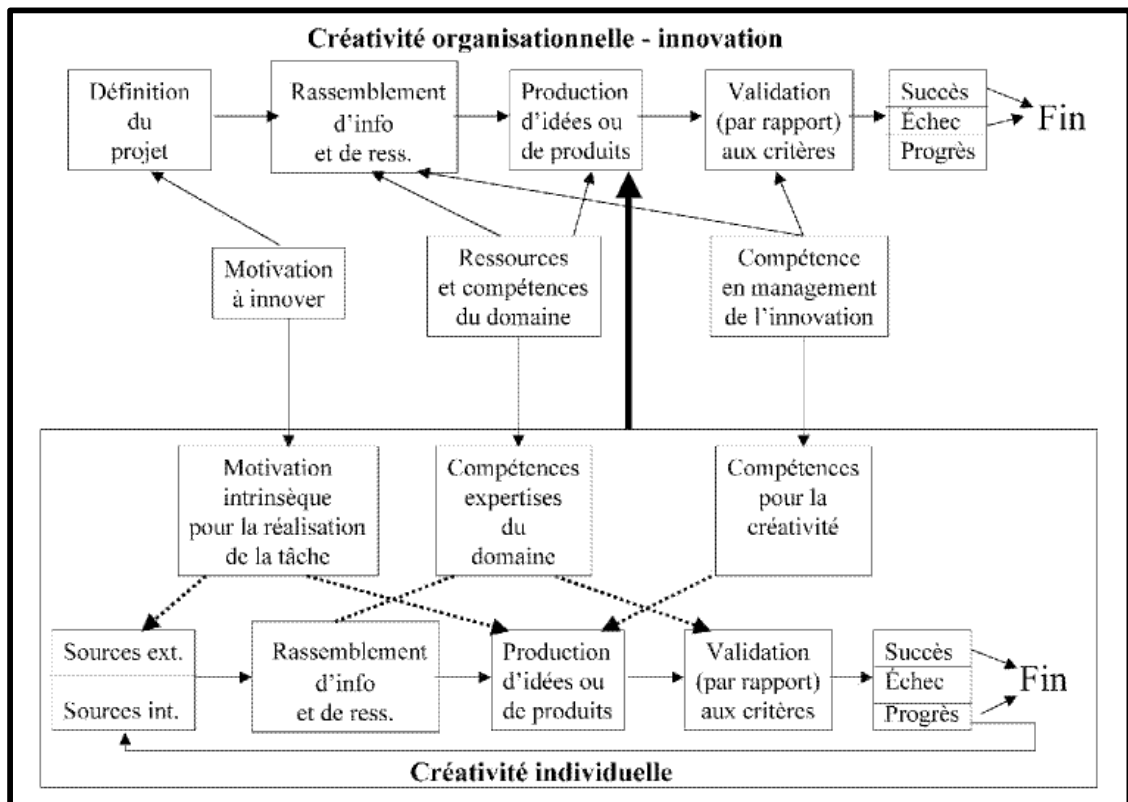 Créativité organisationnelle - innovation
Définition
du
projet
Rassemblement
d'info
et de ress.
Production
d'idées ou
de produits
Validation
(par rapport)
aux critères
Succès
Échec
Progrès
Fin
Motivation
à innover
Ressources
et compétences
du domaine
Compétence
en management
de l'innovation
Motivation
intrinsèque
pour la réalisation
de la tâche
Compétences
expertises
du
domaine
Compétences
pour la
créativité
Sources ext.
Sources int.
Rassemblement
d'info
et de ress.
Production
d'idées ou
de produits
Validation
(par rapport)
aux critères
Succès
Échec
Progrès
Fin
Créativité individuelle